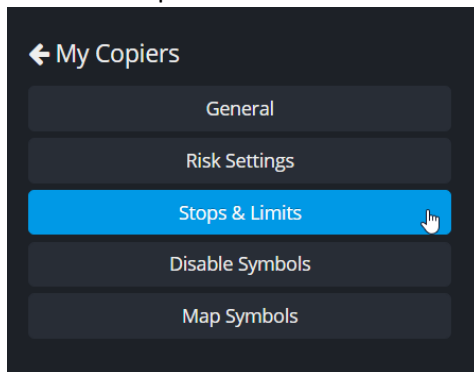 My Copiers
General
Risk Settings
Stops & Limits
Disable Symbols
Map Symbols